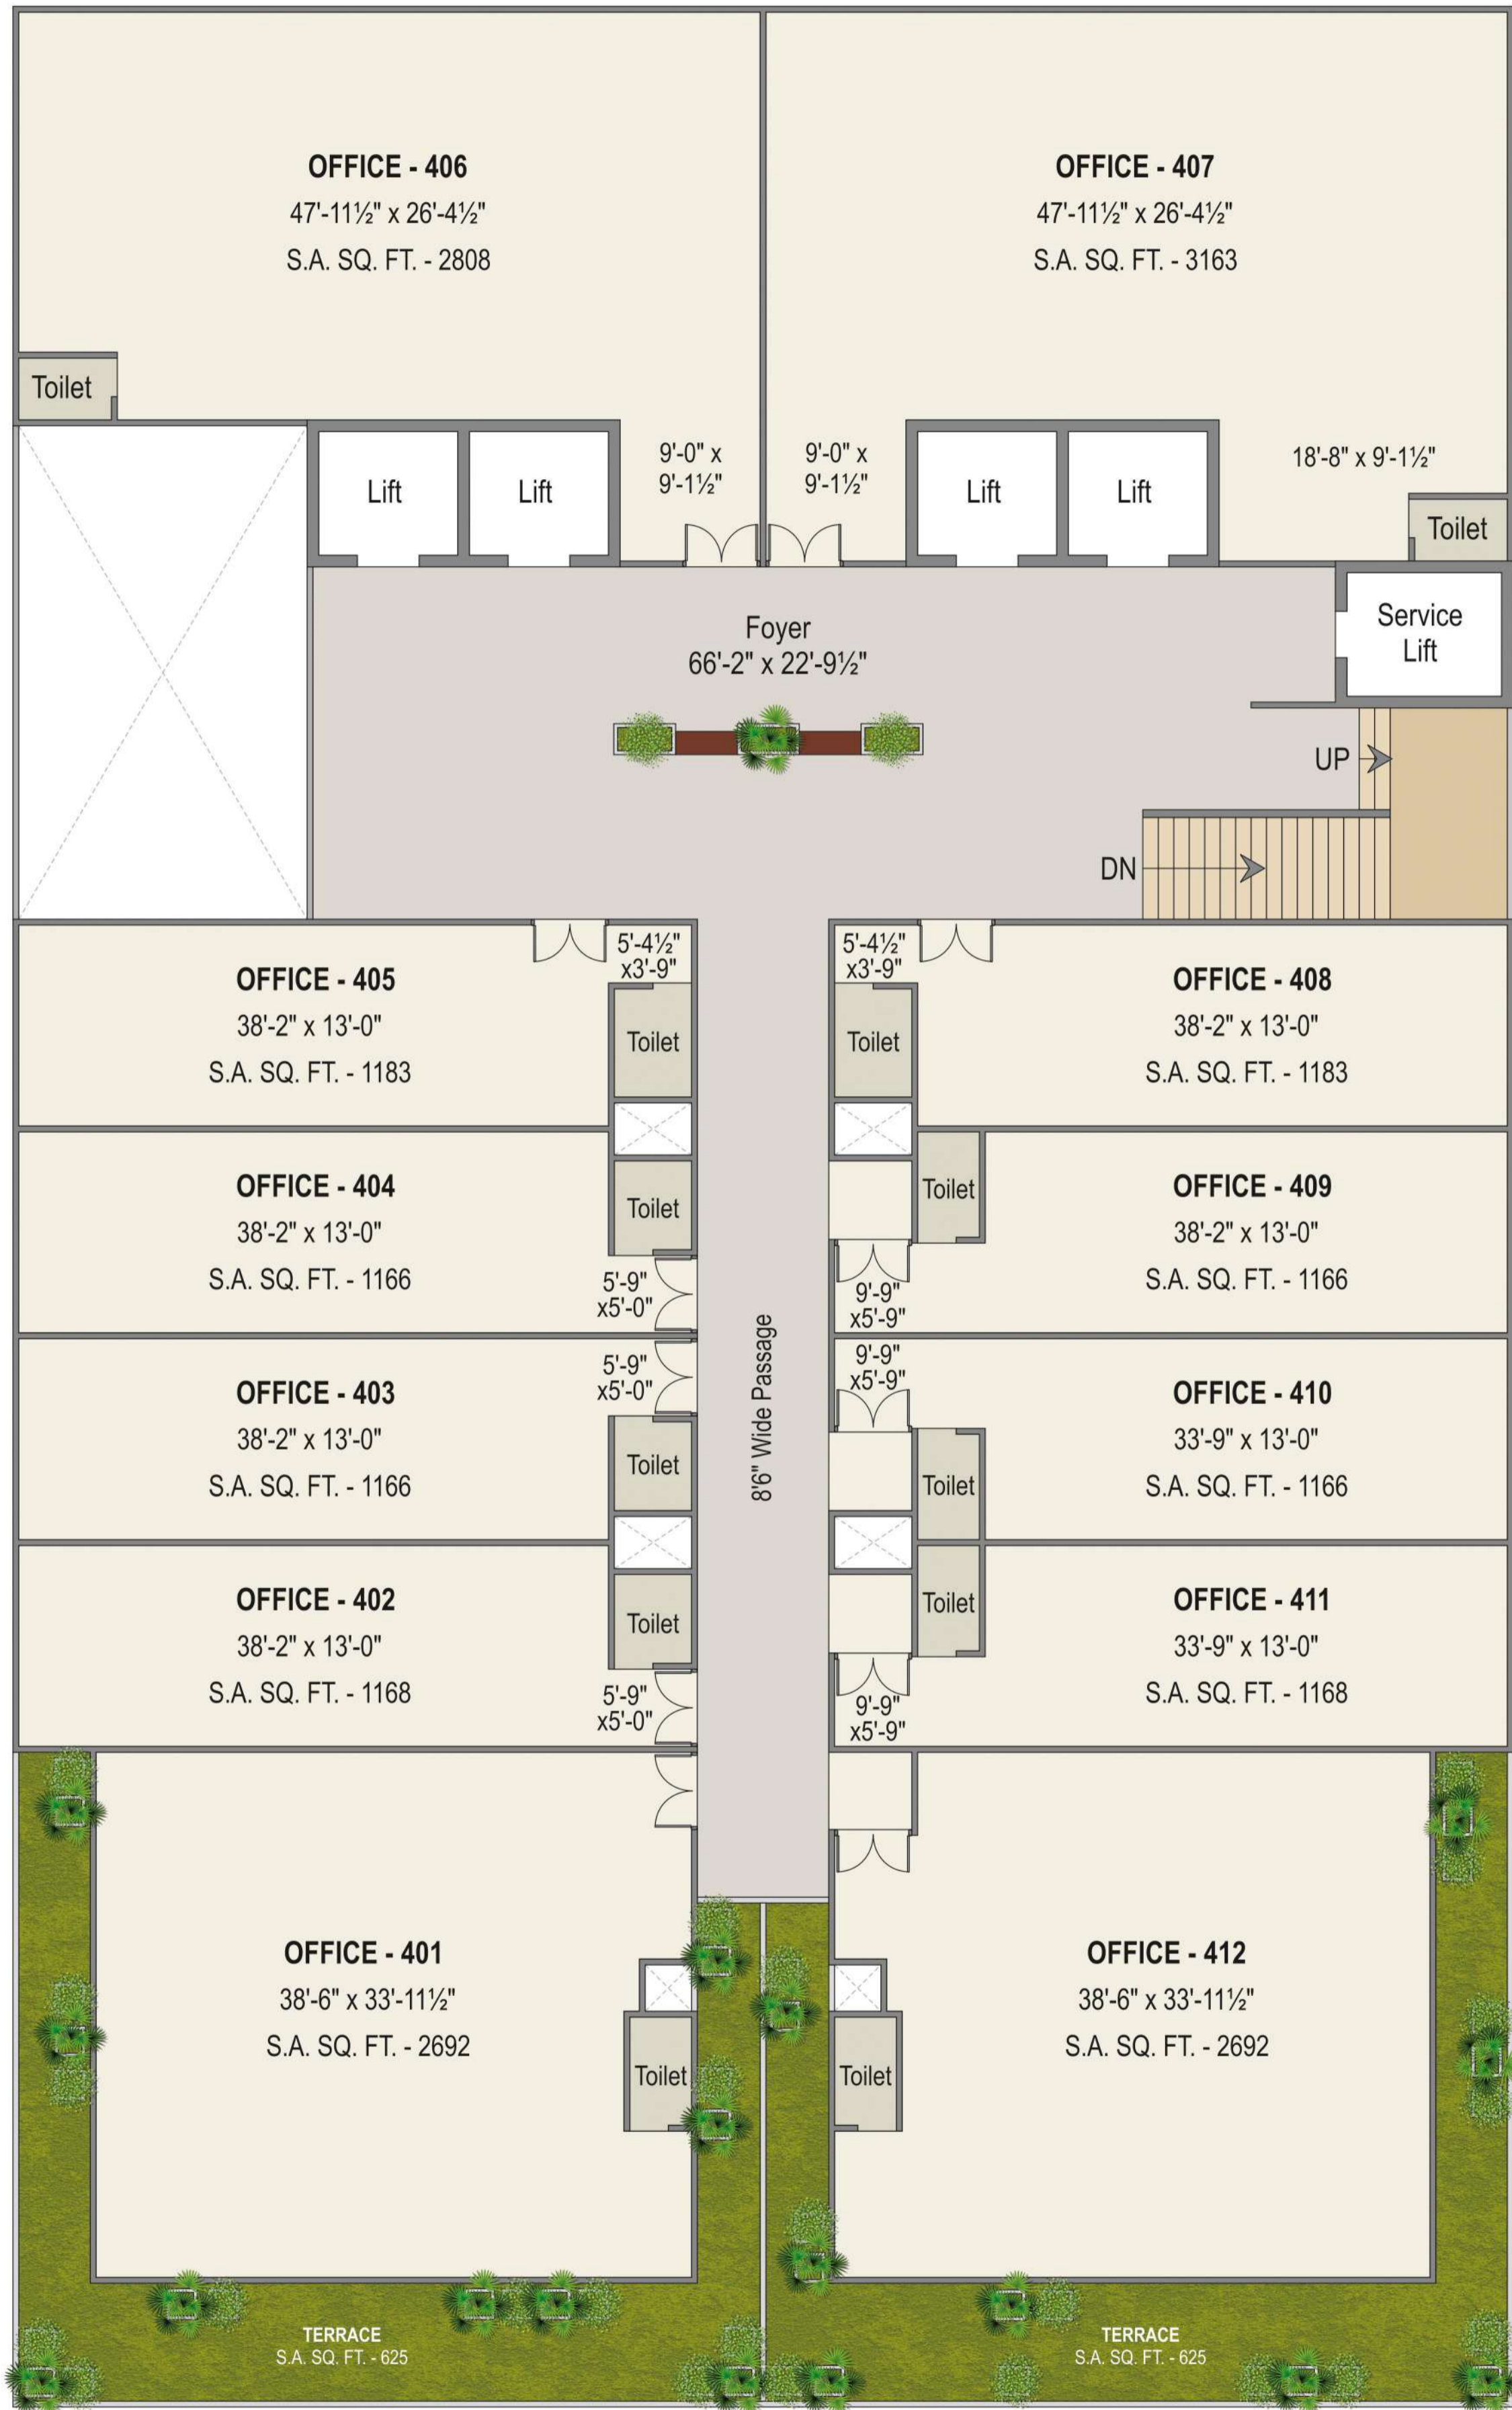 OFFICE - 406
47'-11½" x 26'-4½"
S.A. SQ. FT. - 2808
OFFICE - 407
47'-11½" x 26'-4½"
S.A. SQ. FT. - 3163
Toilet
Lift
Lift
9'-0" x
9'-1½"
9'-0" x
9'-1½"
Lift
Lift
18'-8" x 9'-1½"
Toilet
Foyer
66'-2" x 22'-9½"
Service
Lift
UP
DN
OFFICE - 405
38'-2" x 13'-0"
S.A. SQ. FT. - 1183
5'-4½"
x3'-9"
Toilet
5'-4½"
x3'-9"
Toilet
OFFICE - 408
38'-2" x 13'-0"
S.A. SQ. FT. - 1183
OFFICE - 404
38'-2" x 13'-0"
S.A. SQ. FT. - 1166
Toilet
5'-9"
x5'-0"
Toilet
9'-9"
x5'-9"
OFFICE - 409
38'-2" x 13'-0"
S.A. SQ. FT. - 1166
8'6" Wide Passage
OFFICE - 403
38'-2" x 13'-0"
S.A. SQ. FT. - 1166
5'-9"
x5'-0"
Toilet
9'-9"
x5'-9"
Toilet
OFFICE - 410
33'-9" x 13'-0"
S.A. SQ. FT. - 1166
OFFICE - 402
38'-2" x 13'-0"
S.A. SQ. FT. - 1168
Toilet
5'-9"
x5'-0"
Toilet
9'-9"
x5'-9"
OFFICE - 411
33'-9" x 13'-0"
S.A. SQ. FT. - 1168
OFFICE - 401
38'-6" x 33'-11½"
S.A. SQ. FT. - 2692
Toilet
Toilet
OFFICE - 412
38'-6" x 33'-11½"
S.A. SQ. FT. - 2692
TERRACE
S.A. SQ. FT. - 625
TERRACE
S.A. SQ. FT. - 625